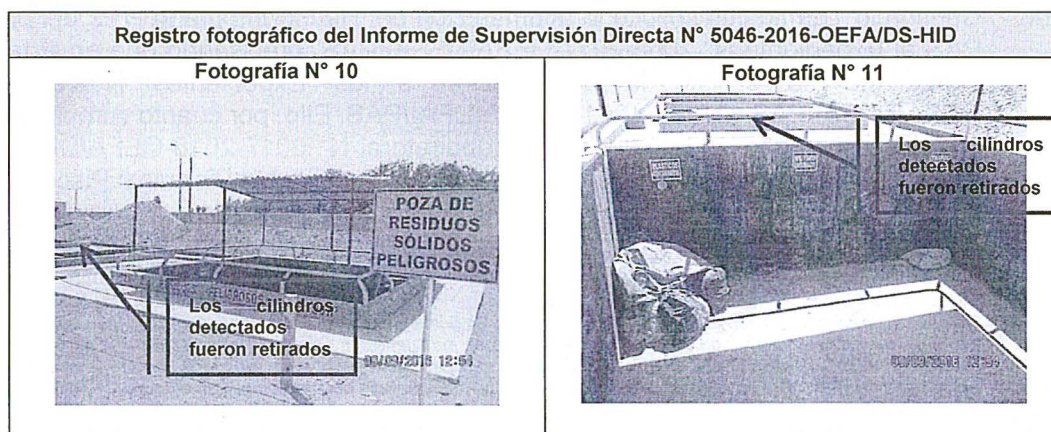 Registro fotográfico del Informe de Supervisión Directa N° 5046-2016-OEFA/DS-HID
Fotografía N° 10
POZA DE
RESIDUOS
SÓLIDOS
PELIGROSOS
PELIGROSOS
Los cilindros
detectados
fueron retirados
Fotografía N° 11
Los cilindros
detectados
fueron retirados